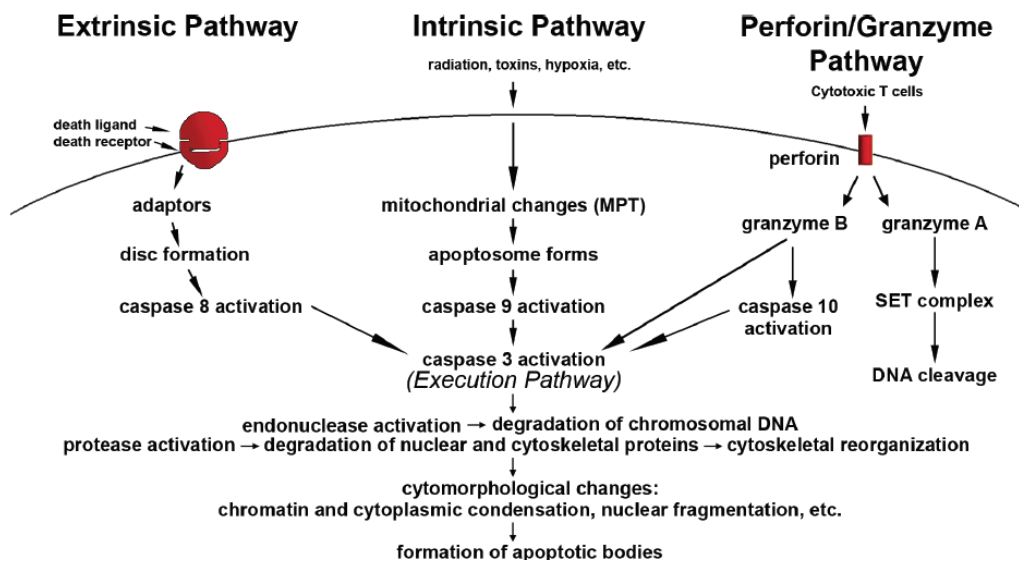 Extrinsic Pathway
Intrinsic Pathway
Perforin/Granzyme
Pathway
radiation, toxins, hypoxia, etc.
Cytotoxic T cells
death ligand
death receptor
perforin
adaptors
mitochondrial changes (MPT)
granzyme B
granzyme A
disc formation
apoptosome forms
caspase 8 activation
caspase 9 activation
caspase 10
activation
SET complex
caspase 3 activation
(Execution Pathway)
DNA cleavage
endonuclease activation → degradation of chromosomal DNA
protease activation → degradation of nuclear and cytoskeletal proteins → cytoskeletal reorganization
cytomorphological changes:
chromatin and cytoplasmic condensation, nuclear fragmentation, etc.
formation of apoptotic bodies